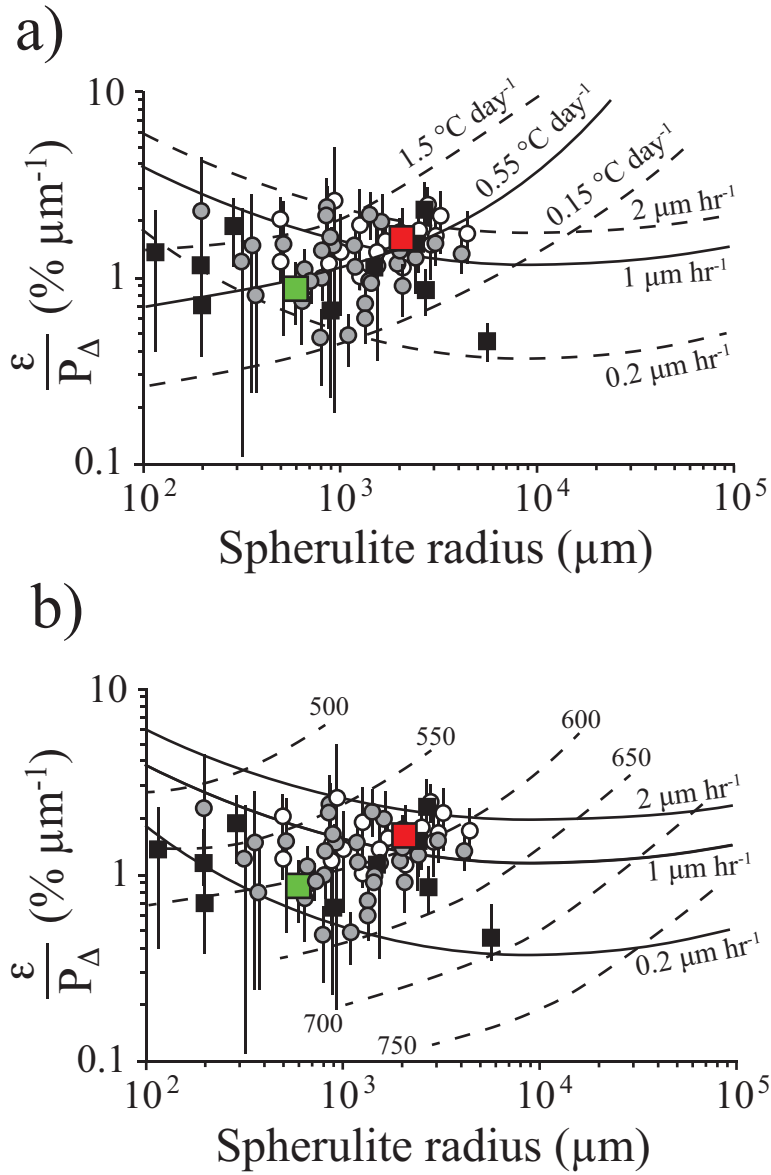 a)
10
1
0.1
ε
P_Δ
(% μm⁻¹)
1.5 °C day⁻¹
0.55 °C day⁻¹
0.15 °C day⁻¹
2 μm hr⁻¹
1 μm hr⁻¹
0.2 μm hr⁻¹
10² 10³ 10⁴ 10⁵
Spherulite radius (μm)
b)
10
1
0.1
ε
P_Δ
(% μm⁻¹)
500
550
600
650
700
750
2 μm hr⁻¹
1 μm hr⁻¹
0.2 μm hr⁻¹
10² 10³ 10⁴ 10⁵
Spherulite radius (μm)